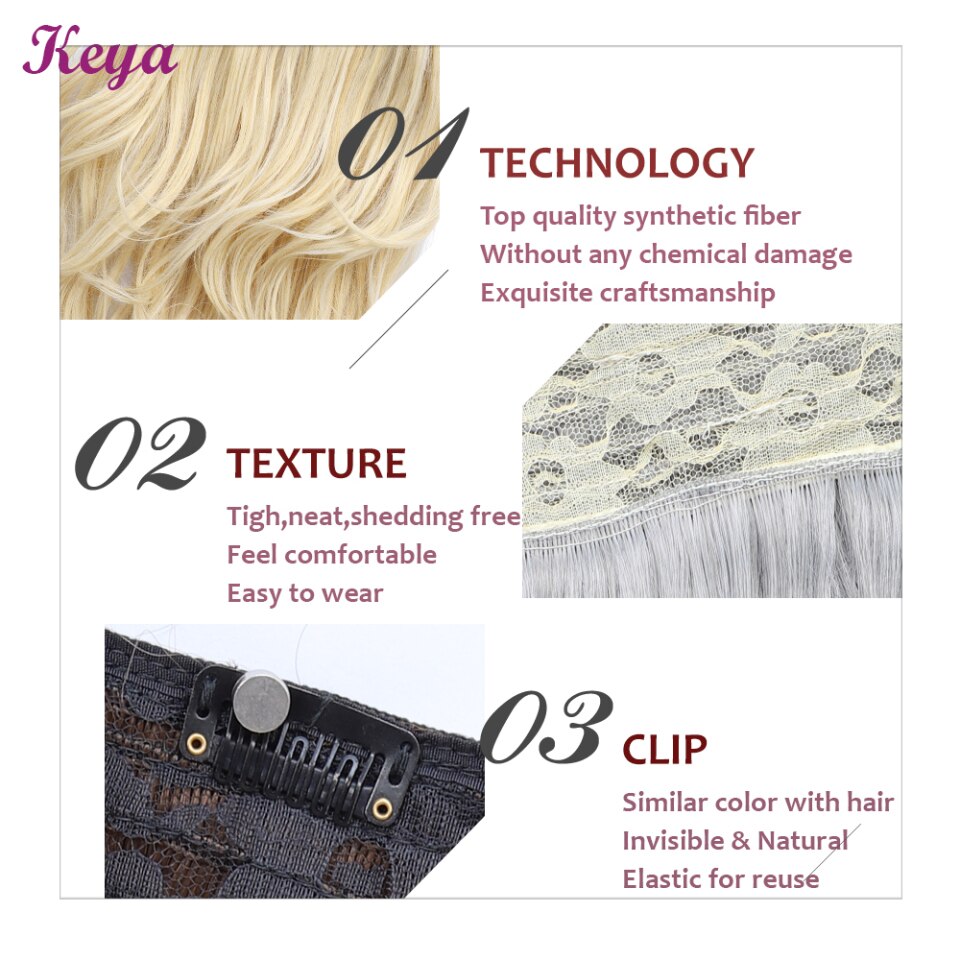 Keya
01
TECHNOLOGY
Top quality synthetic fiber
Without any chemical damage
Exquisite craftsmanship
02
TEXTURE
Tigh,neat,shedding free
Feel comfortable
Easy to wear
03
CLIP
Similar color with hair
Invisible & Natural
Elastic for reuse